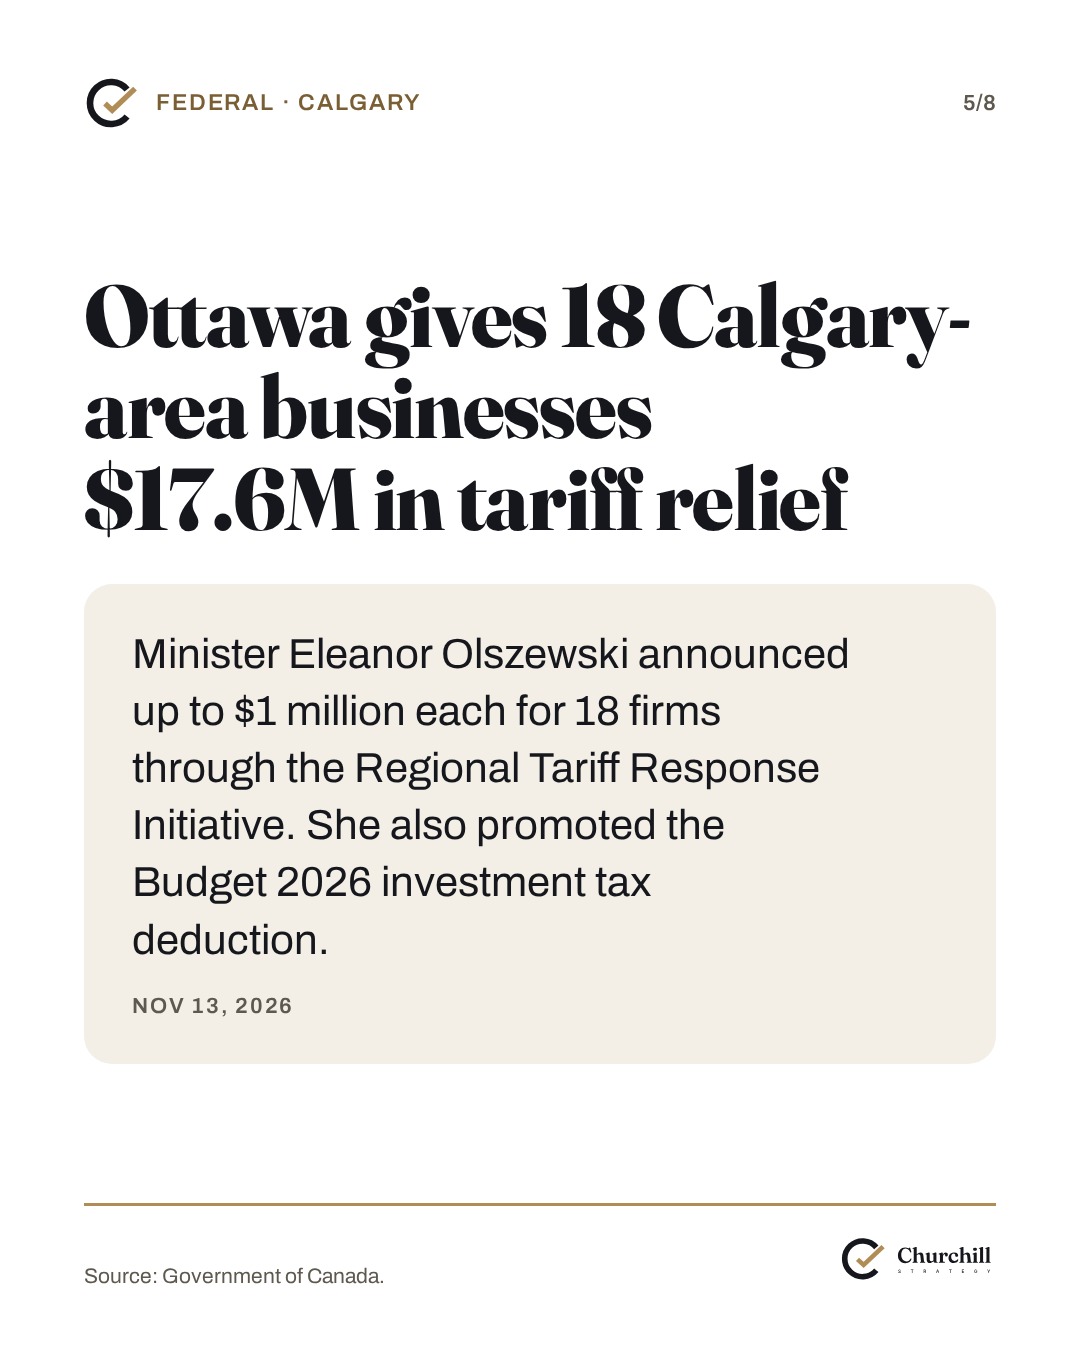 FEDERAL · CALGARY
5/8
Ottawa gives 18 Calgary-
area businesses
$17.6M in tariff relief
Minister Eleanor Olszewski announced
up to $1 million each for 18 firms
through the Regional Tariff Response
Initiative. She also promoted the
Budget 2026 investment tax
deduction.
NOV 13, 2026
Source: Government of Canada.
Churchill
STRATEGY